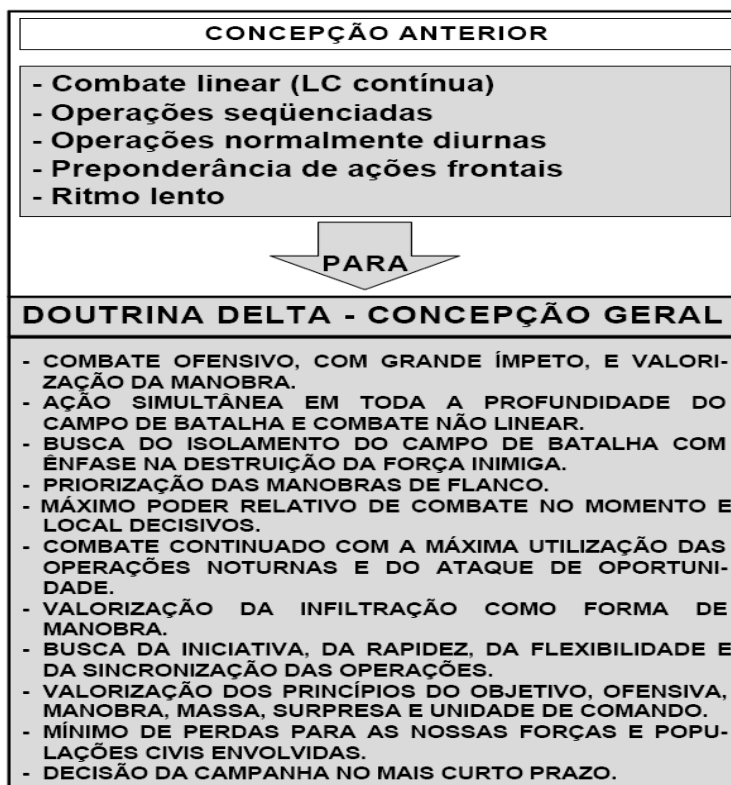 CONCEPÇÃO ANTERIOR
- Combate linear (LC contínua)
- Operações seqüenciadas
- Operações normalmente diurnas
- Preponderância de ações frontais
- Ritmo lento
PARA
DOUTRINA DELTA - CONCEPÇÃO GERAL
- COMBATE OFENSIVO, COM GRANDE ÍMPETO, E VALORI-
ZAÇÃO DA MANOBRA.
- AÇÃO SIMULTÂNEA EM TODA A PROFUNDIDADE DO
CAMPO DE BATALHA E COMBATE NÃO LINEAR.
- BUSCA DO ISOLAMENTO DO CAMPO DE BATALHA COM
ÊNFASE NA DESTRUIÇÃO DA FORÇA INIMIGA.
- PRIORIZAÇÃO DAS MANOBRAS DE FLANCO.
- MÁXIMO PODER RELATIVO DE COMBATE NO MOMENTO E
LOCAL DECISIVOS.
- COMBATE CONTINUADO COM A MÁXIMA UTILIZAÇÃO DAS
OPERAÇÕES NOTURNAS E DO ATAQUE DE OPORTUNI-
DADE.
- VALORIZAÇÃO DA INFILTRAÇÃO COMO FORMA DE
MANOBRA.
- BUSCA DA INICIATIVA, DA RAPIDEZ, DA FLEXIBILIDADE E
DA SINCRONIZAÇÃO DAS OPERAÇÕES.
- VALORIZAÇÃO DOS PRINCÍPIOS DO OBJETIVO, OFENSIVA,
MANOBRA, MASSA, SURPRESA E UNIDADE DE COMANDO.
- MÍNIMO DE PERDAS PARA AS NOSSAS FORÇAS E POPU-
LAÇÕES CIVIS ENVOLVIDAS.
- DECISÃO DA CAMPANHA NO MAIS CURTO PRAZO.